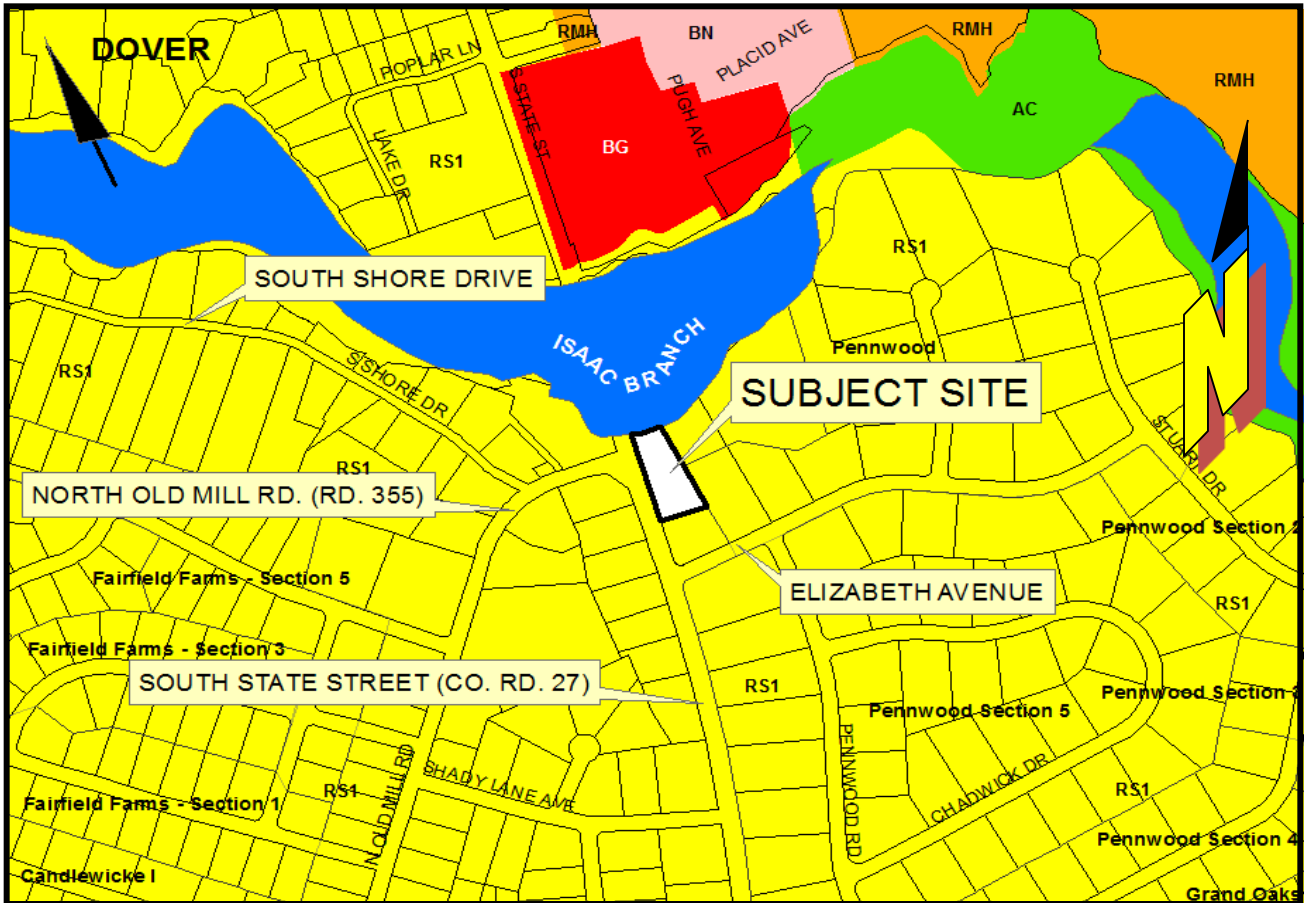 DOVER
POPLAR LN
RMH
BN
PLACID AVE
RMH
RMH
S STATE ST
PUGH AVE
AC
LAKE DR
RS1
BG
RS1
SOUTH SHORE DRIVE
ISAAC BRANCH
Pennwood
SUBJECT SITE
RS1
S SHORE DR
STUART DR
N
RS1
NORTH OLD MILL RD. (RD. 355)
Pennwood Section 2
Fairfield Farms - Section 5
ELIZABETH AVENUE
RS1
Fairfield Farms - Section 3
SOUTH STATE STREET (CO. RD. 27)
RS1
Pennwood Section 5
Pennwood Section 3
PENNWOOD RD
N OLD MILL RD
SHADY LANE AVE
CHADWICK DR
RS1
RS1
Fairfield Farms - Section 1
Pennwood Section 4
Candlewicke I
Grand Oaks